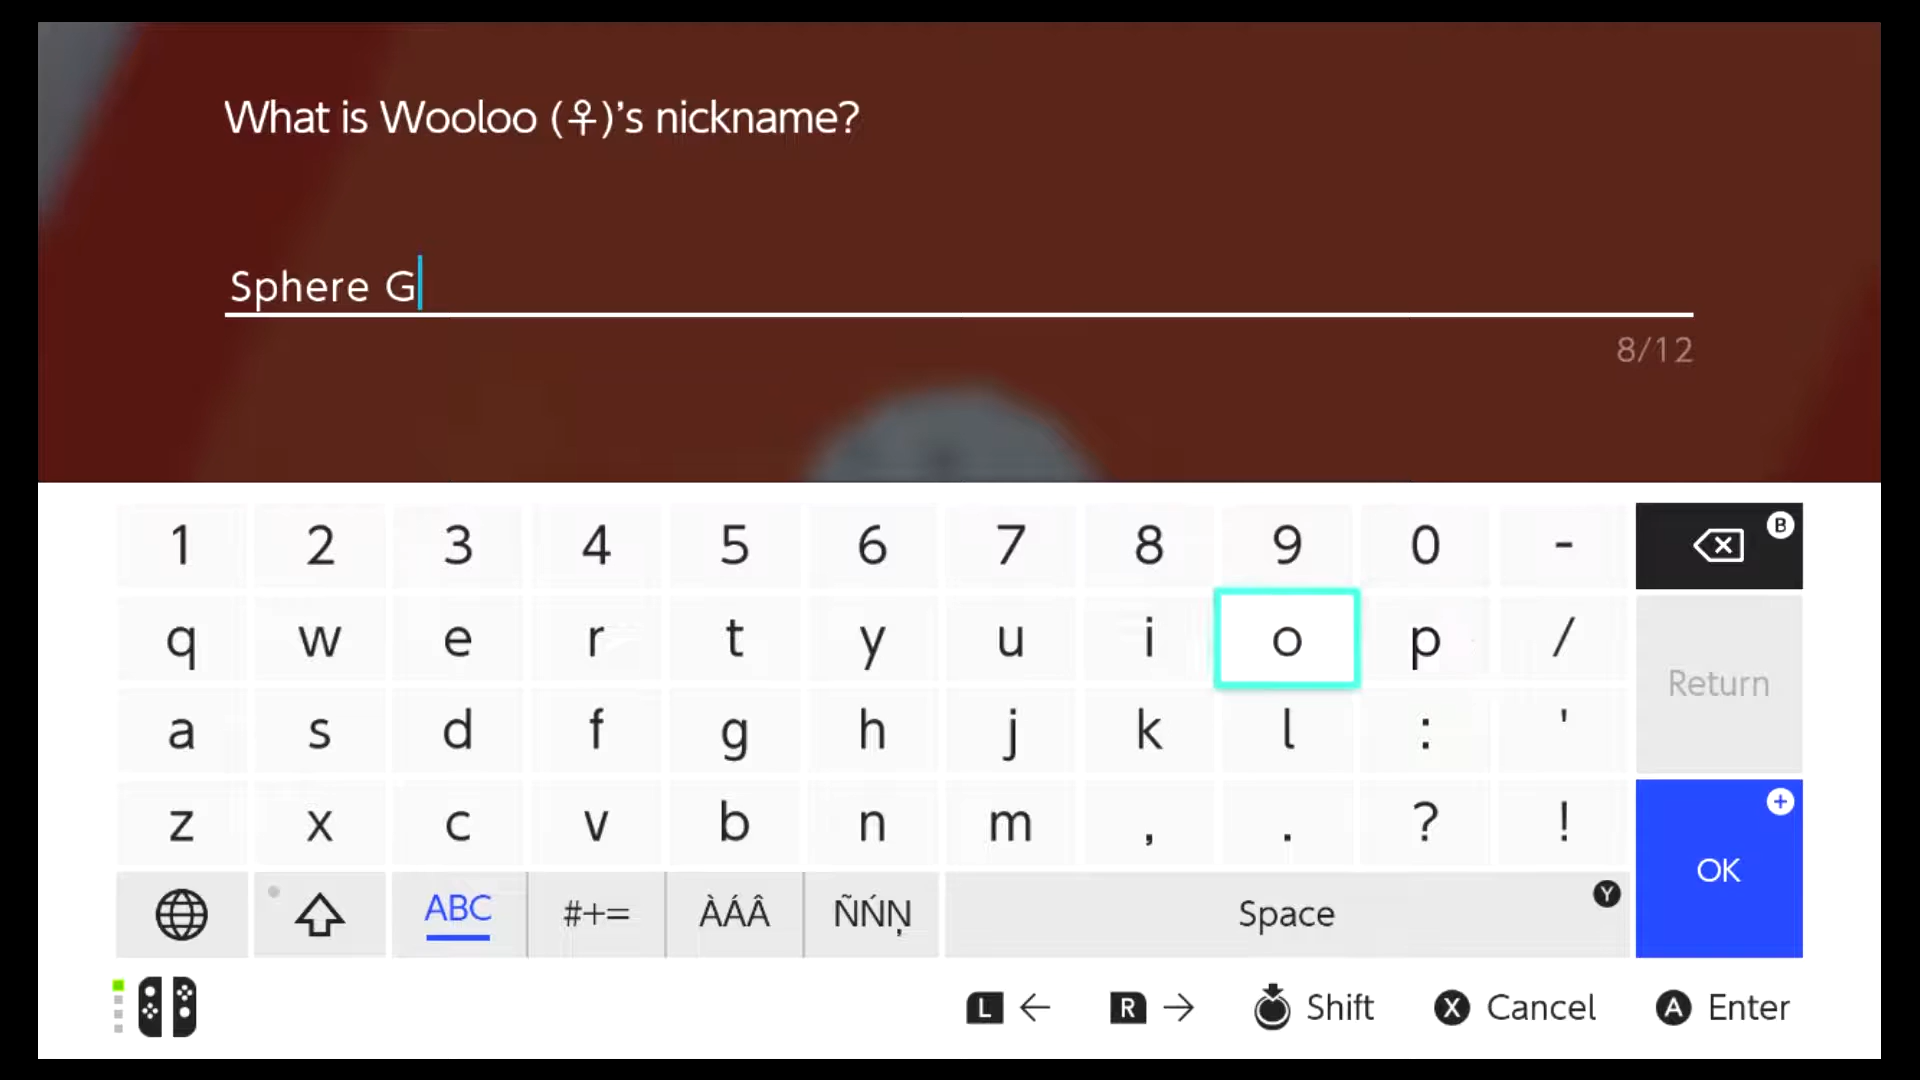 What is Wooloo (♀)'s nickname?
Sphere G
8/12
1 2 3 4 5 6 7 8 9 0 - B
q w e r t y u i o p /
Return
a s d f g h j k l : '
z x c v b n m , . ? ! +
OK
ABC #+= ÀÁÂ ÑŃŅ Space Y
L ← R → Shift X Cancel A Enter